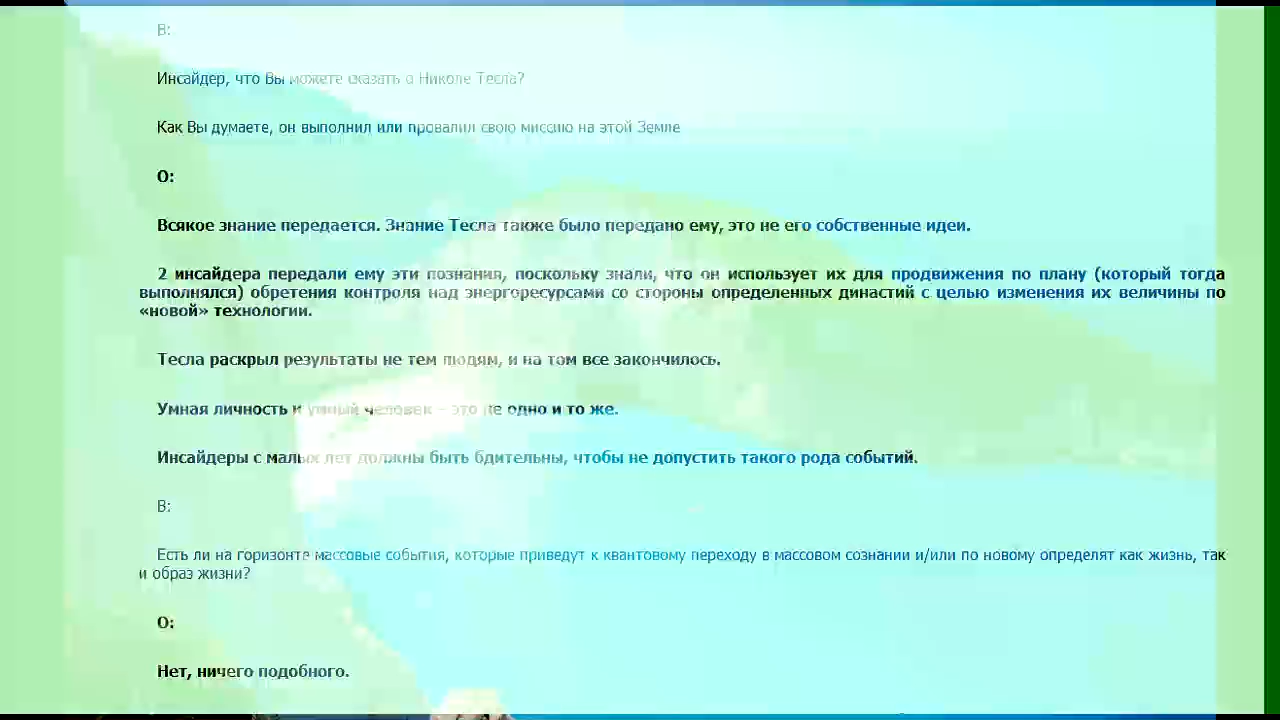 В:
Инсайдер, что Вы можете сказать о Николе Тесла?
Как Вы думаете, он выполнил или провалил свою миссию на этой Земле
О:
Всякое знание передается. Знание Тесла также было передано ему, это не его собственные идеи.
2 инсайдера передали ему эти познания, поскольку знали, что он использует их для продвижения по плану (который тогда
выполнялся) обретения контроля над энергоресурсами со стороны определенных династий с целью изменения их величины по
«новой» технологии.
Тесла раскрыл результаты не тем людям, и на том все закончилось.
Умная личность и умный человек – это не одно и то же.
Инсайдеры с малых лет должны быть бдительны, чтобы не допустить такого рода событий.
В:
Есть ли на горизонте массовые события, которые приведут к квантовому переходу в массовом сознании и/или по новому определят как жизнь, так
и образ жизни?
О:
Нет, ничего подобного.